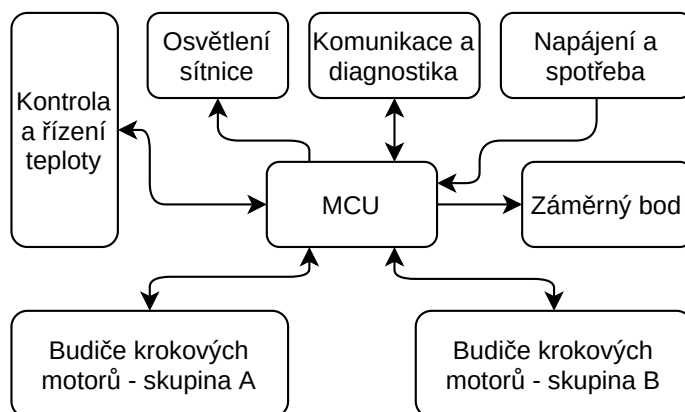 Kontrola
a řízení
teploty
Osvětlení
sítnice
Komunikace a
diagnostika
Napájení a
spotřeba
MCU
Záměrný bod
Budiče krokových
motorů - skupina A
Budiče krokových
motorů - skupina B